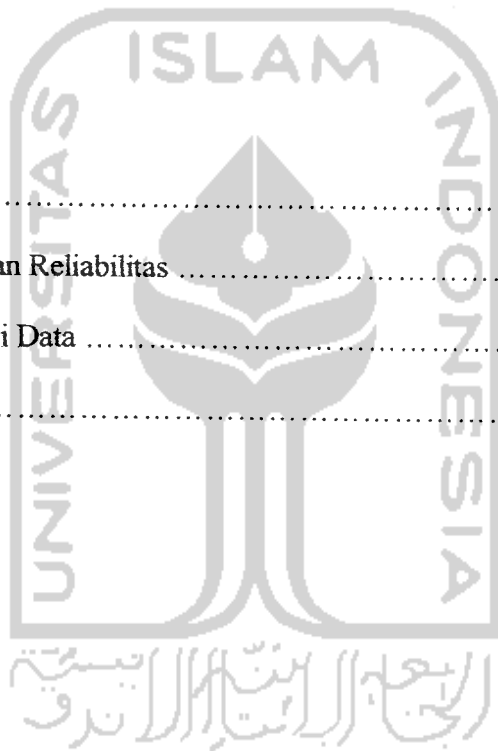 ISLAM
UNIVERSITAS
INDONESIA
........................................................
an Reliabilitas ........................................
i Data ........................................................
........................................................